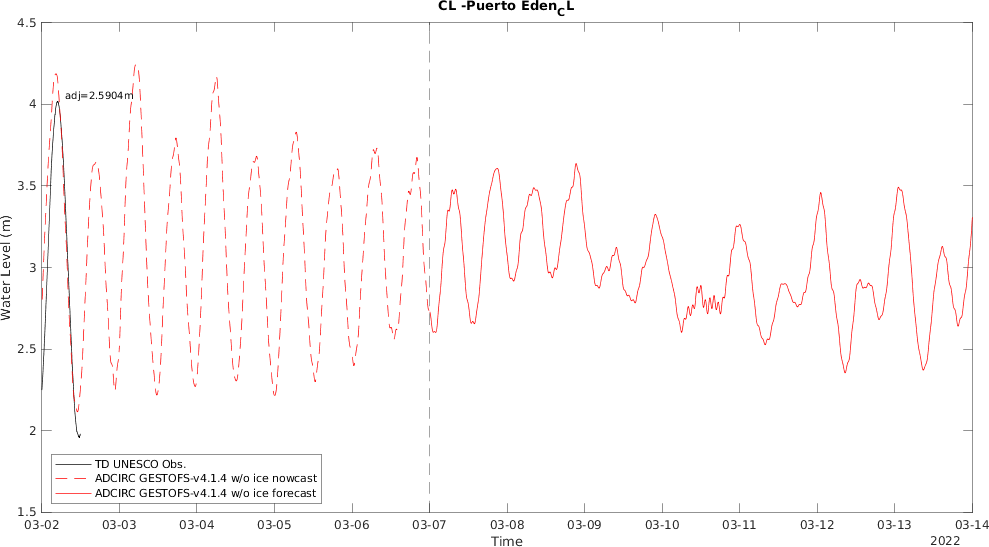 CL -Puerto Eden_CL
4.5
4
3.5
3
2.5
2
1.5
Water Level (m)
adj=2.5904m
TD UNESCO Obs.
ADCIRC GESTOFS-v4.1.4 w/o ice nowcast
ADCIRC GESTOFS-v4.1.4 w/o ice forecast
03-02 03-03 03-04 03-05 03-06 03-07 03-08 03-09 03-10 03-11 03-12 03-13 03-14
Time
2022